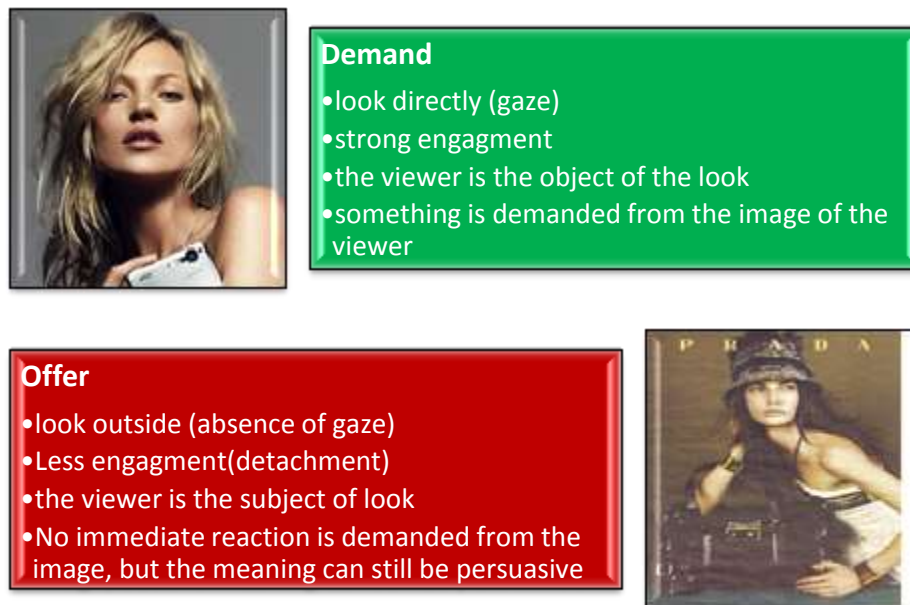 Demand
•look directly (gaze)
•strong engagment
•the viewer is the object of the look
•something is demanded from the image of the
viewer
Offer
•look outside (absence of gaze)
•Less engagment(detachment)
•the viewer is the subject of look
•No immediate reaction is demanded from the
image, but the meaning can still be persuasive
PRADA